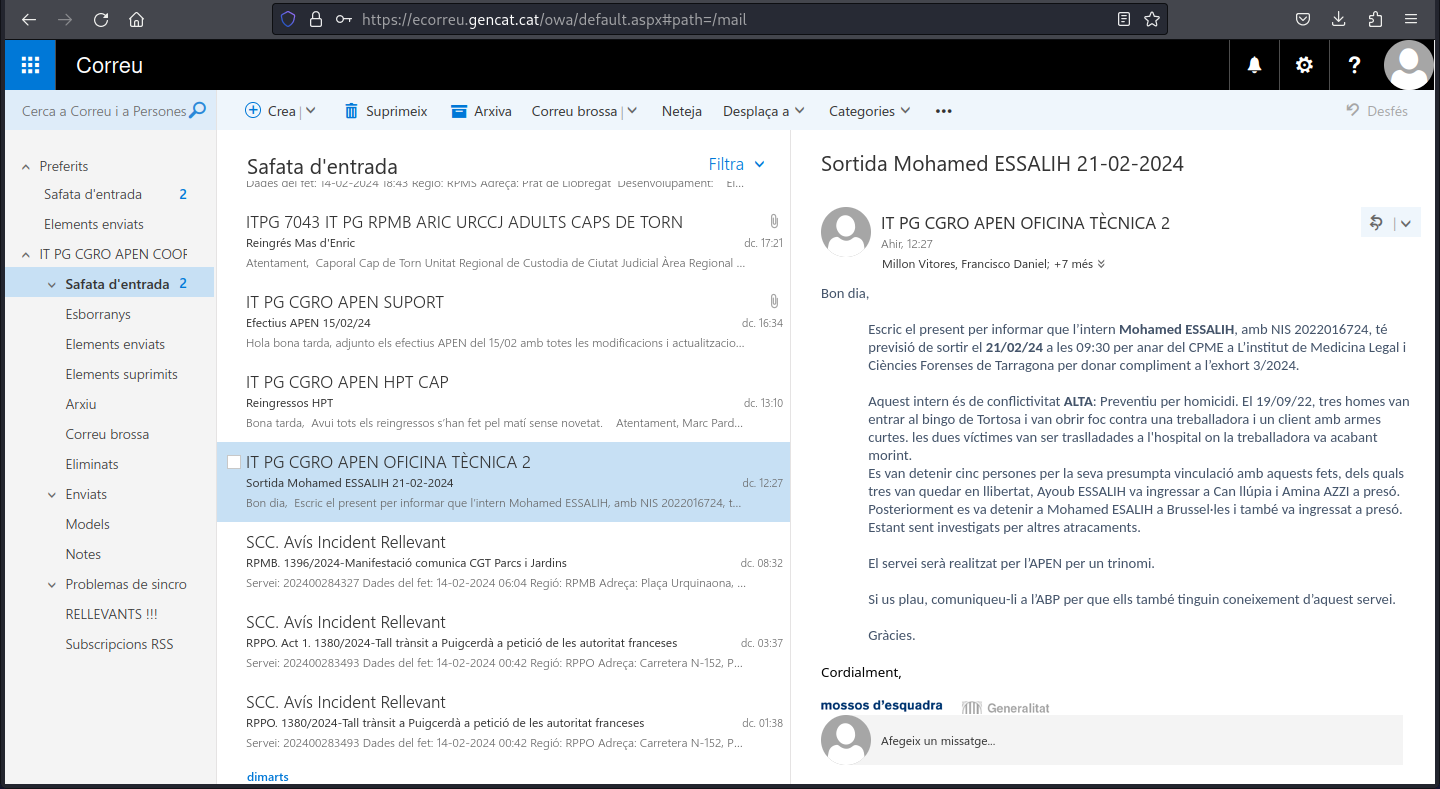 https://ecorreu.gencat.cat/owa/default.aspx#path=/mail
Correu
Cerca a Correu i a Persones
Crea
Suprimeix
Arxiva
Correu brossa
Neteja
Desplaça a
Categories
Desfés
Preferits
Safata d'entrada 2
Elements enviats
IT PG CGRO APEN COOF
Safata d'entrada 2
Esborranys
Elements enviats
Elements suprimits
Arxiu
Correu brossa
Eliminats
Enviats
Models
Notes
Problemas de sincro
RELLEVANTS !!!
Subscripcions RSS
Safata d'entrada
Filtra
Dades del fet: 14-02-2024 18:43 Regió: RPMS Adreça: Prat de Llobregat Desenvolupament: El...
ITPG 7043 IT PG RPMB ARIC URCCJ ADULTS CAPS DE TORN
Reingrés Mas d'Enric dc. 17:21
Atentament, Caporal Cap de Torn Unitat Regional de Custodia de Ciutat Judicial Àrea Regional ...
IT PG CGRO APEN SUPORT
Efectius APEN 15/02/24 dc. 16:34
Hola bona tarda, adjunto els efectius APEN del 15/02 amb totes les modificacions i actualitzacio...
IT PG CGRO APEN HPT CAP
Reingressos HPT dc. 13:10
Bona tarda, Avui tots els reingressos s'han fet pel matí sense novetat. Atentament, Marc Pard...
IT PG CGRO APEN OFICINA TÈCNICA 2
Sortida Mohamed ESSALIH 21-02-2024 dc. 12:27
Bon dia, Escric el present per informar que l'intern Mohamed ESSALIH, amb NIS 2022016724, t...
SCC. Avís Incident Rellevant
RPMB. 1396/2024-Manifestació comunica CGT Parcs i Jardins dc. 08:32
Servei: 202400284327 Dades del fet: 14-02-2024 06:04 Regió: RPMB Adreça: Plaça Urquinaona, ...
SCC. Avís Incident Rellevant
RPPO. Act 1. 1380/2024-Tall trànsit a Puigcerdà a petició de les autoritat franceses dc. 03:37
Servei: 202400283493 Dades del fet: 14-02-2024 00:42 Regió: RPPO Adreça: Carretera N-152, P...
SCC. Avís Incident Rellevant
RPPO. 1380/2024-Tall trànsit a Puigcerdà a petició de les autoritat franceses dc. 01:38
Servei: 202400283493 Dades del fet: 14-02-2024 00:42 Regió: RPPO Adreça: Carretera N-152, P...
dimarts
Sortida Mohamed ESSALIH 21-02-2024
IT PG CGRO APEN OFICINA TÈCNICA 2
Ahir, 12:27
Millon Vitores, Francisco Daniel; +7 més
Bon dia,
Escric el present per informar que l'intern Mohamed ESSALIH, amb NIS 2022016724, té
previsió de sortir el 21/02/24 a les 09:30 per anar del CPME a L'institut de Medicina Legal i
Ciències Forenses de Tarragona per donar compliment a l'exhort 3/2024.
Aquest intern és de conflictivitat ALTA: Preventiu per homicidi. El 19/09/22, tres homes van
entrar al bingo de Tortosa i van obrir foc contra una treballadora i un client amb armes
curtes. les dues víctimes van ser traslladades a l'hospital on la treballadora va acabant
morint.
Es van detenir cinc persones per la seva presumpta vinculació amb aquests fets, dels quals
tres van quedar en llibertat, Ayoub ESSALIH va ingressar a Can llúpia i Amina AZZI a presó.
Posteriorment es va detenir a Mohamed ESALIH a Brussel·les i també va ingressat a presó.
Estant sent investigats per altres atracaments.
El servei serà realitzat per l'APEN per un trinomi.
Si us plau, comuniqueu-li a l'ABP per que ells també tinguin coneixement d'aquest servei.
Gràcies.
Cordialment,
mossos d'esquadra Generalitat
Afegeix un missatge...